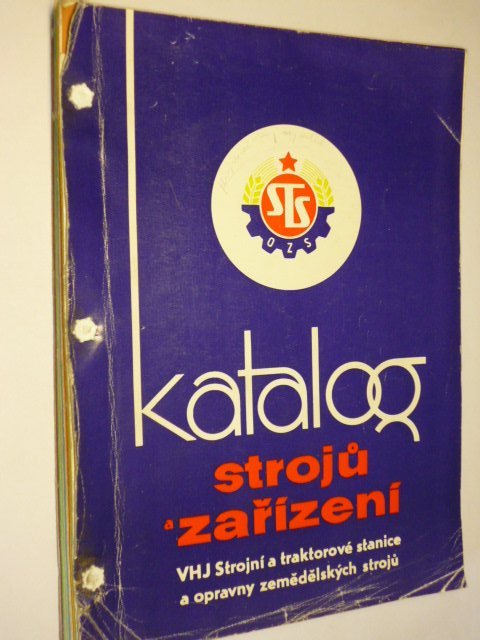 STS
OZS
katalog
strojů
a zařízení
VHJ Strojní a traktorové stanice
a opravny zemědělských strojů